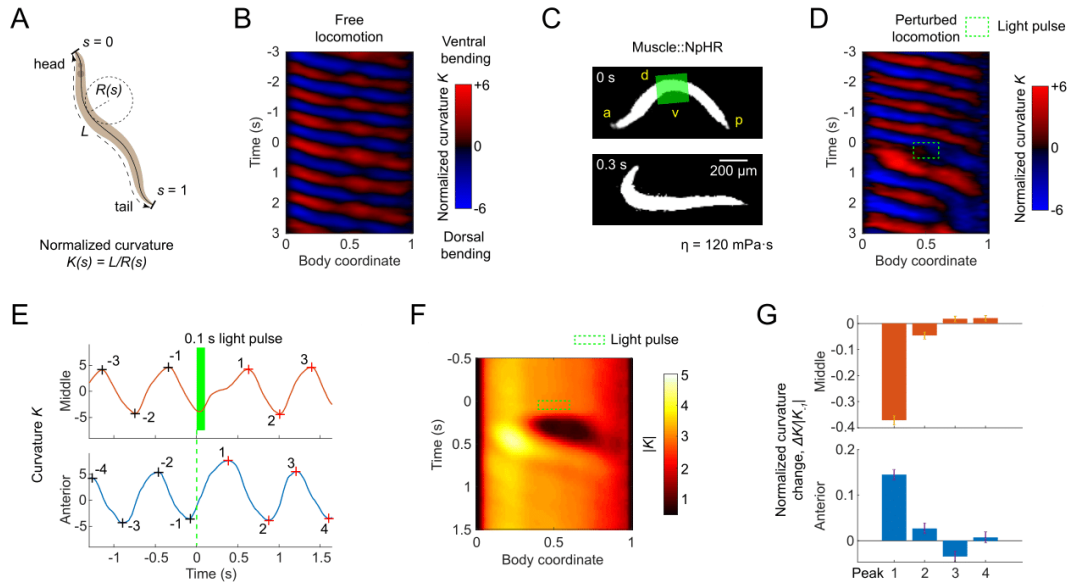 A
s = 0
head
R(s)
L
s = 1
tail
Normalized curvature
K(s) = L/R(s)
B
Free
locomotion
-3
-2
-1
0
1
2
3
Time (s)
0
0.5
1
Body coordinate
Ventral
bending
+6
0
-6
Normalized curvature K
Dorsal
bending
C
Muscle::NpHR
0 s
d
a
v
p
0.3 s
200 μm
η = 120 mPa·s
D
Perturbed
locomotion
Light pulse
-3
-2
-1
0
1
2
3
Time (s)
0
0.5
1
Body coordinate
+6
0
-6
Normalized curvature K
E
0.1 s light pulse
Curvature K
Middle
5
0
-5
-3
-2
-1
1
2
3
Anterior
5
0
-5
-4
-3
-2
-1
1
2
3
4
-1
-0.5
0
0.5
1
1.5
Time (s)
F
Light pulse
-0.5
0
0.5
1.0
1.5
Time (s)
0
0.5
1
Body coordinate
5
4
3
2
1
|K|
G
Normalized curvature
change, ΔK/|K-1|
Middle
0
-0.1
-0.2
-0.3
-0.4
Anterior
0.2
0.1
0
Peak
1
2
3
4